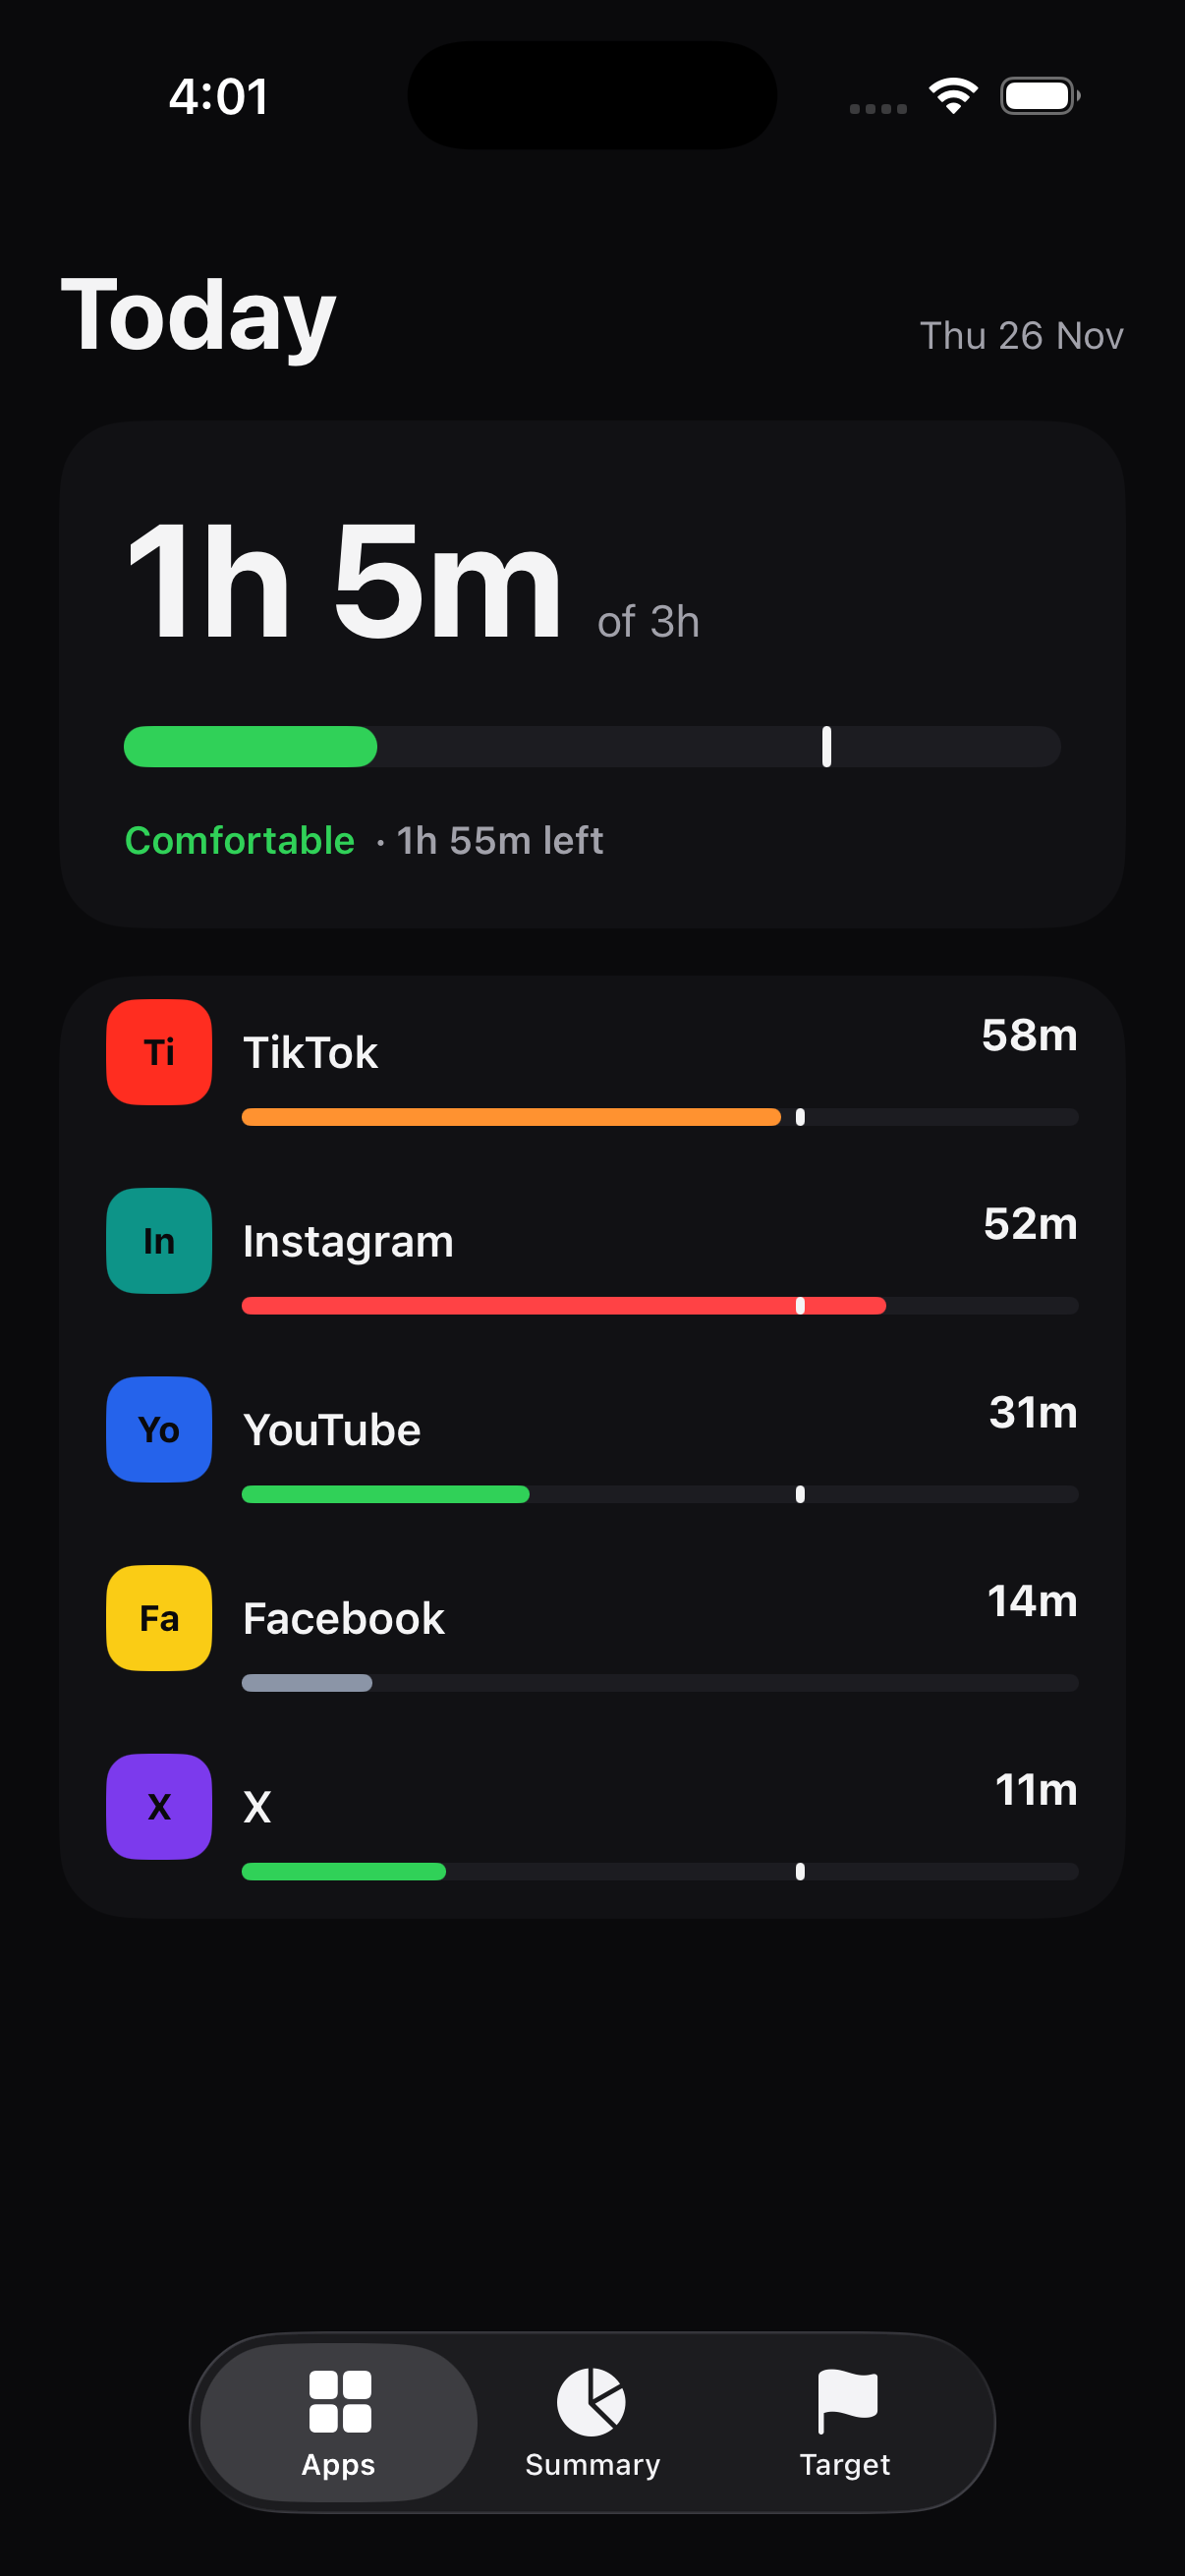 4:01
Today
Thu 26 Nov
1h 5m of 3h
Comfortable · 1h 55m left
Ti TikTok 58m
In Instagram 52m
Yo YouTube 31m
Fa Facebook 14m
X X 11m
Apps Summary Target